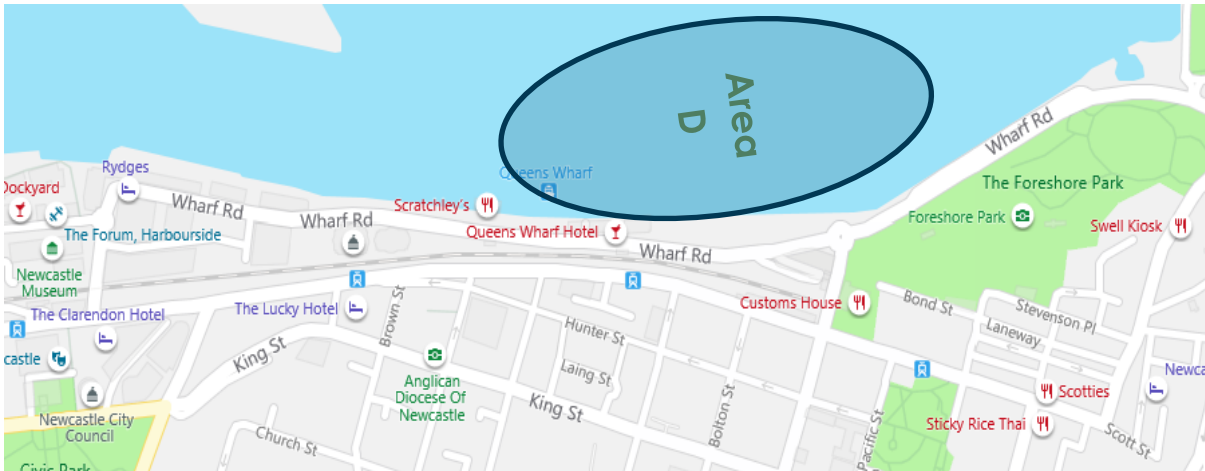 Area
D
Queens Wharf
Rydges
Dockyard
Wharf Rd
Wharf Rd
Scratchley's
The Forum, Harbourside
Queens Wharf Hotel
Wharf Rd
Wharf Rd
The Foreshore Park
Foreshore Park
Swell Kiosk
Newcastle
Museum
The Clarendon Hotel
The Lucky Hotel
Brown St
Customs House
Bond St
Stevenson Pl
Laneway
Hunter St
King St
castle
Laing St
Anglican
Diocese Of
Newcastle
King St
Bolton St
Pacific St
Scotties
Newca
Sticky Rice Thai
Scott St
Newcastle City
Council
Church St
Civic Park